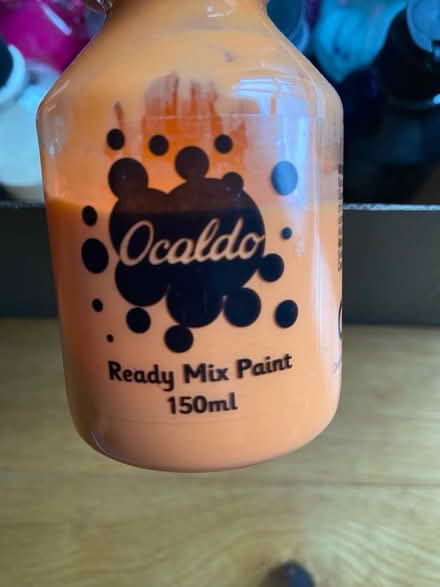 Ocaldo
Ready Mix Paint
150ml